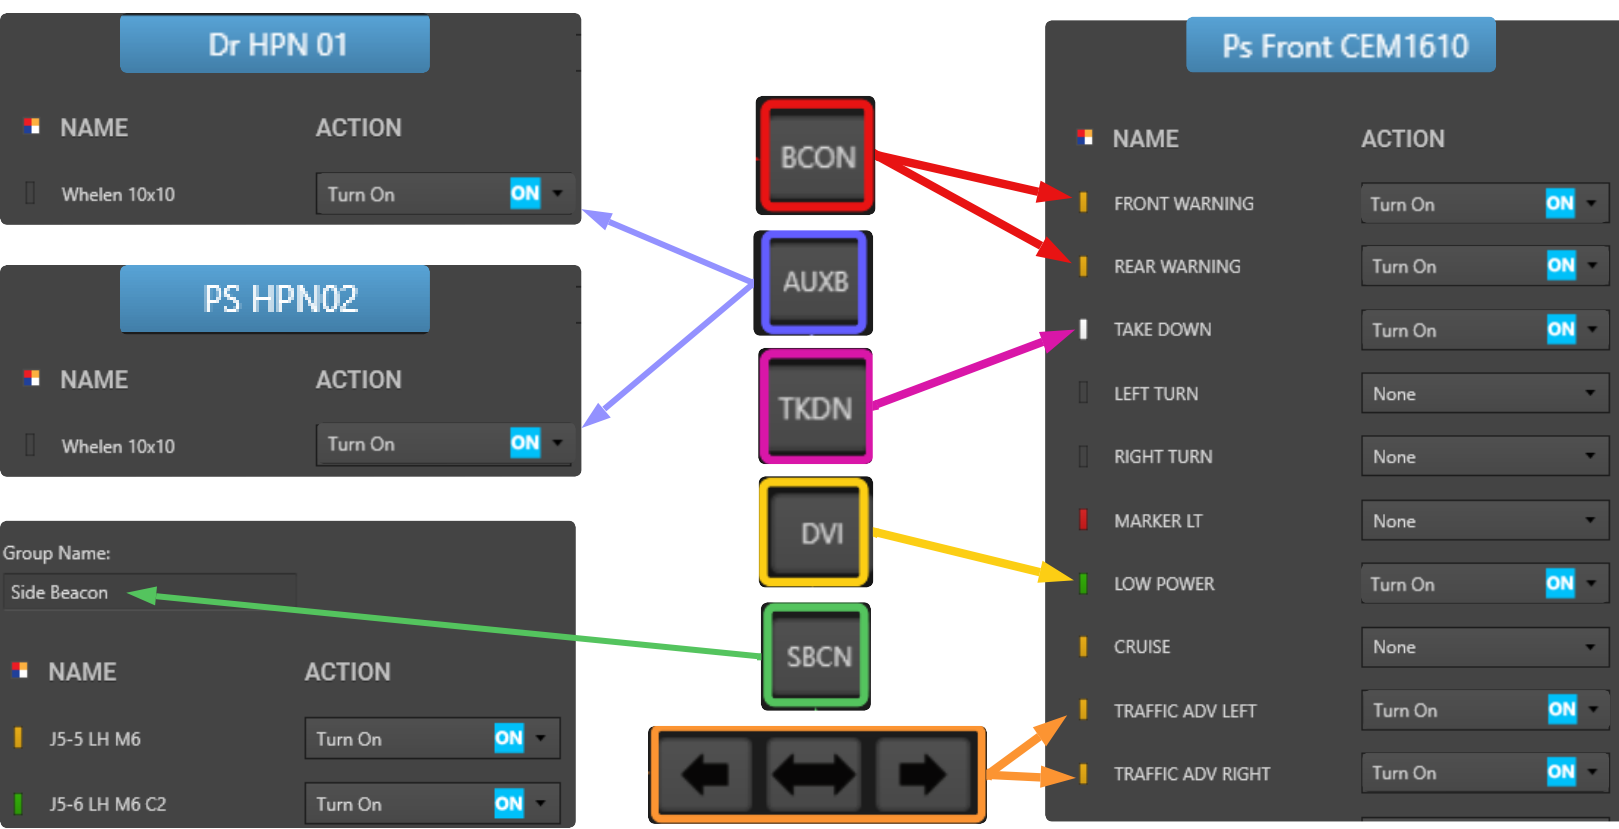 Dr HPN 01
NAME ACTION
Whelen 10x10 Turn On ON
PS HPN02
NAME ACTION
Whelen 10x10 Turn On ON
Group Name:
Side Beacon
NAME ACTION
J5-5 LH M6 Turn On ON
J5-6 LH M6 C2 Turn On ON
BCON
AUXB
TKDN
DVI
SBCN
Ps Front CEM1610
NAME ACTION
FRONT WARNING Turn On ON
REAR WARNING Turn On ON
TAKE DOWN Turn On ON
LEFT TURN None
RIGHT TURN None
MARKER LT None
LOW POWER Turn On ON
CRUISE None
TRAFFIC ADV LEFT Turn On ON
TRAFFIC ADV RIGHT Turn On ON